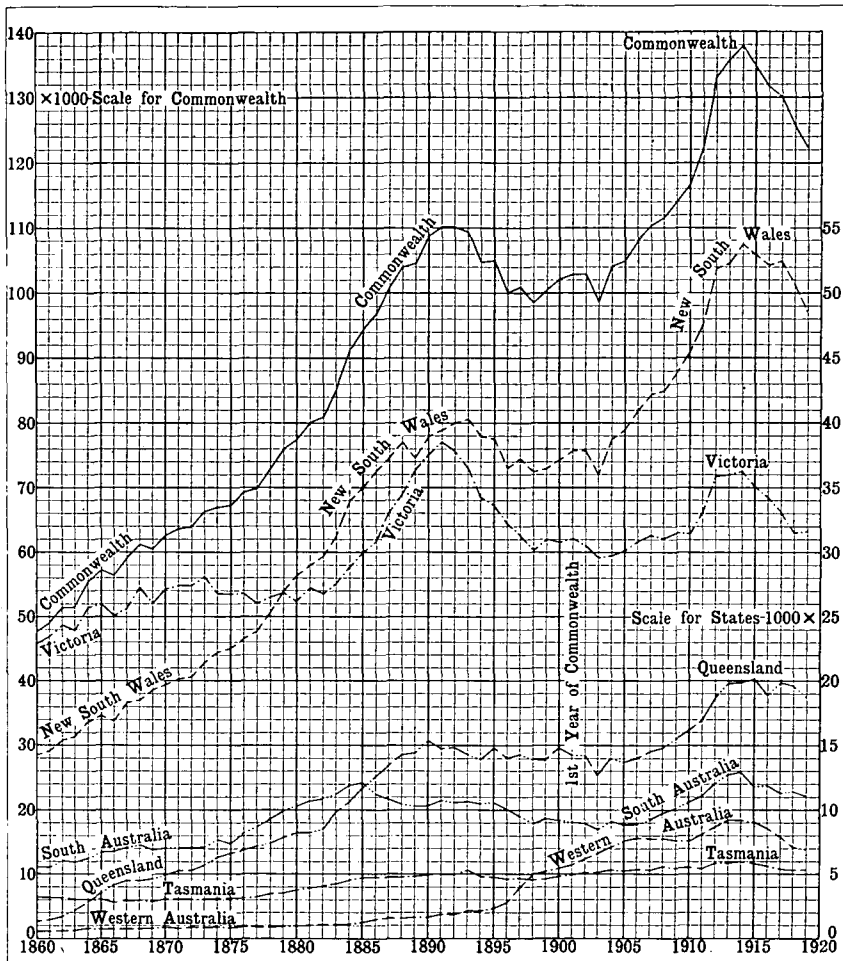 140
Commonwealth
130 ×1000-Scale for Commonwealth
120
110
55
New South-Wales
Commonwealth
100
50
90
45
80
40
New South-Wales
Victoria
70
35
Victoria
60
30
Commonwealth
1st Year of Commonwealth
50
25
Scale for States-1000×
Victoria
Queensland
40
20
New South Wales
30
15
South Australia
20
10
South-Australia
Western Australia
Queensland
Tasmania
10
5
Tasmania
Western Australia
0
0
1860 1865 1870 1875 1880 1885 1890 1895 1900 1905 1910 1915 1920